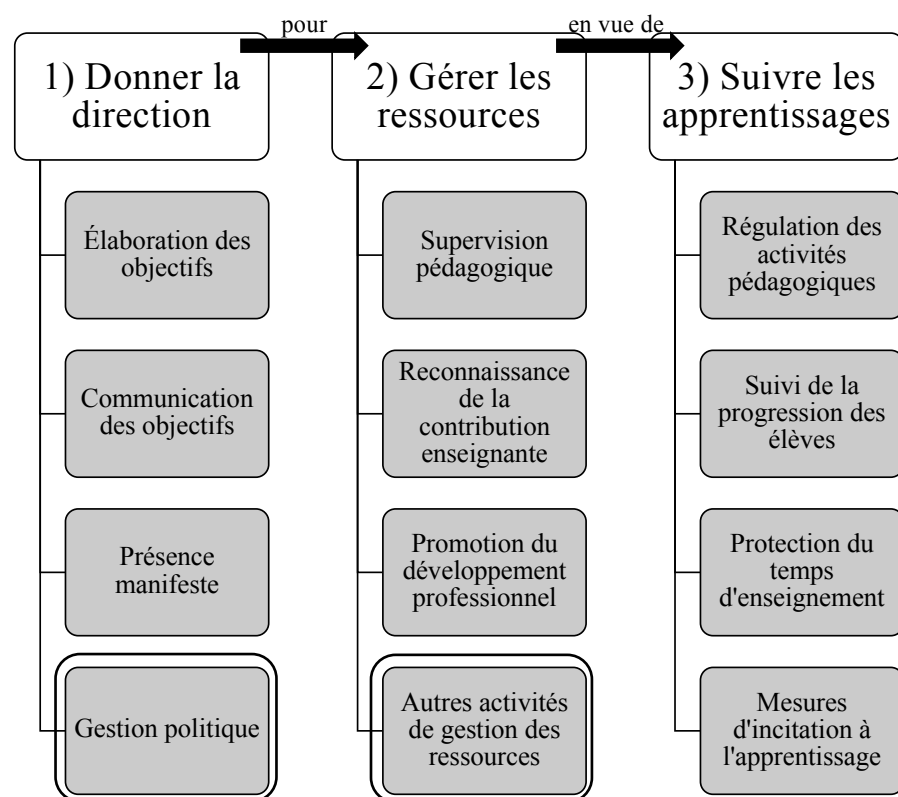 pour
en vue de
1) Donner la
direction
2) Gérer les
ressources
3) Suivre les
apprentissages
Élaboration des
objectifs
Communication
des objectifs
Présence
manifeste
Gestion politique
Supervision
pédagogique
Reconnaissance
de la
contribution
enseignante
Promotion du
développement
professionnel
Autres activités
de gestion des
ressources
Régulation des
activités
pédagogiques
Suivi de la
progression des
élèves
Protection du
temps
d'enseignement
Mesures
d'incitation à
l'apprentissage